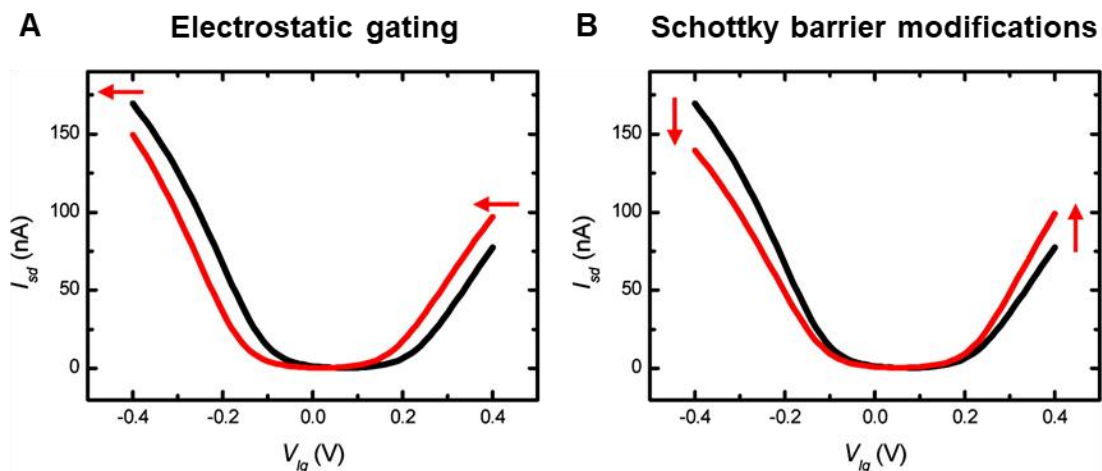 A Electrostatic gating
150
100
50
0
I_sd (nA)
-0.4 -0.2 0.0 0.2 0.4
V_lg (V)
B Schottky barrier modifications
150
100
50
0
I_sd (nA)
-0.4 -0.2 0.0 0.2 0.4
V_lg (V)